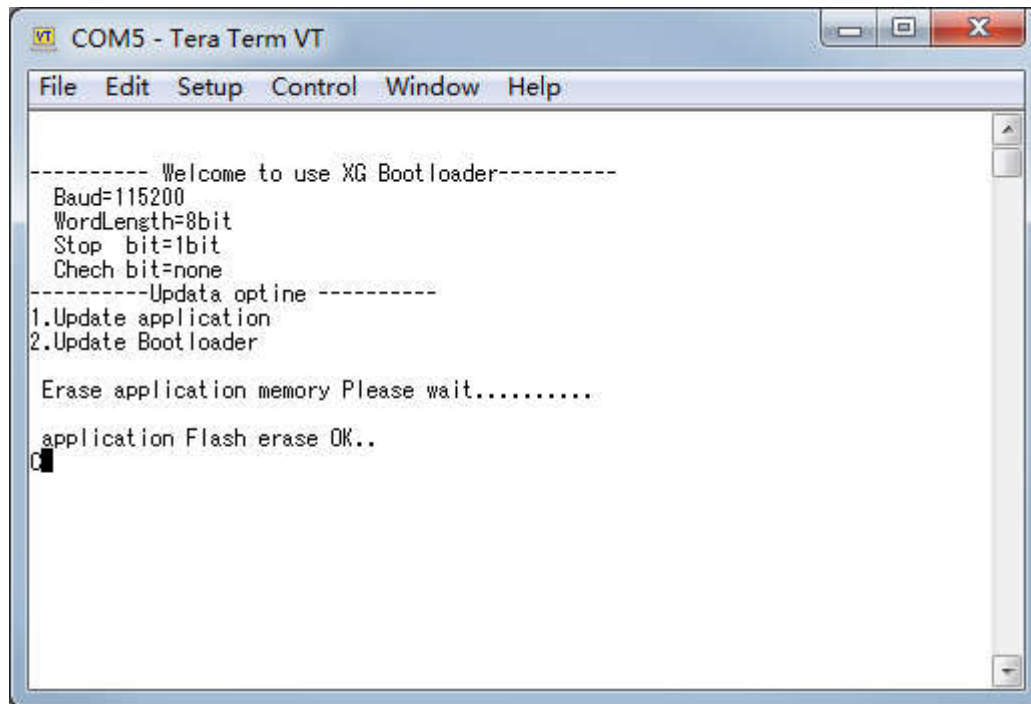 VT COM5 - Tera Term VT
File Edit Setup Control Window Help
---------- Welcome to use XG Bootloader----------
Baud=115200
WordLength=8bit
Stop bit=1bit
Chech bit=none
----------Updata optine ----------
1.Update application
2.Update Bootloader
Erase application memory Please wait..........
application Flash erase OK..
C